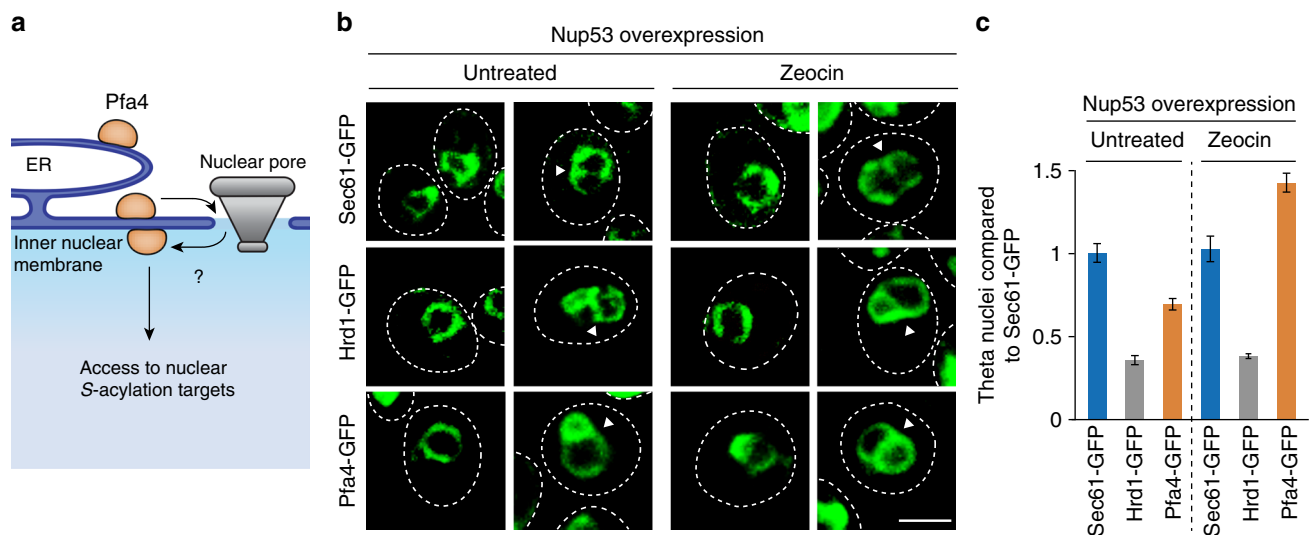 a
Pfa4
ER
Nuclear pore
Inner nuclear
membrane
?
Access to nuclear
S-acylation targets
b
Nup53 overexpression
Untreated
Zeocin
Sec61-GFP
Hrd1-GFP
Pfa4-GFP
c
Nup53 overexpression
Untreated
Zeocin
Theta nuclei compared
to Sec61-GFP
1.5
1
0.5
0
Sec61-GFP
Hrd1-GFP
Pfa4-GFP
Sec61-GFP
Hrd1-GFP
Pfa4-GFP